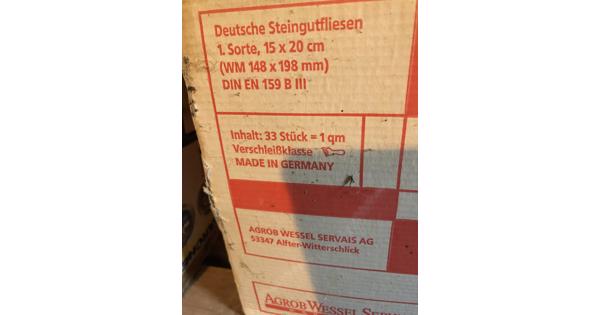 Deutsche Steingutfliesen
1. Sorte, 15 x 20 cm
(WM 148 x 198 mm)
DIN EN 159 B III
Inhalt: 33 Stück = 1 qm
Verschleißklasse
MADE IN GERMANY
AGROB WESSEL SERVAIS AG
53347 Alfter-Witterschlick
AGROB WESSEL